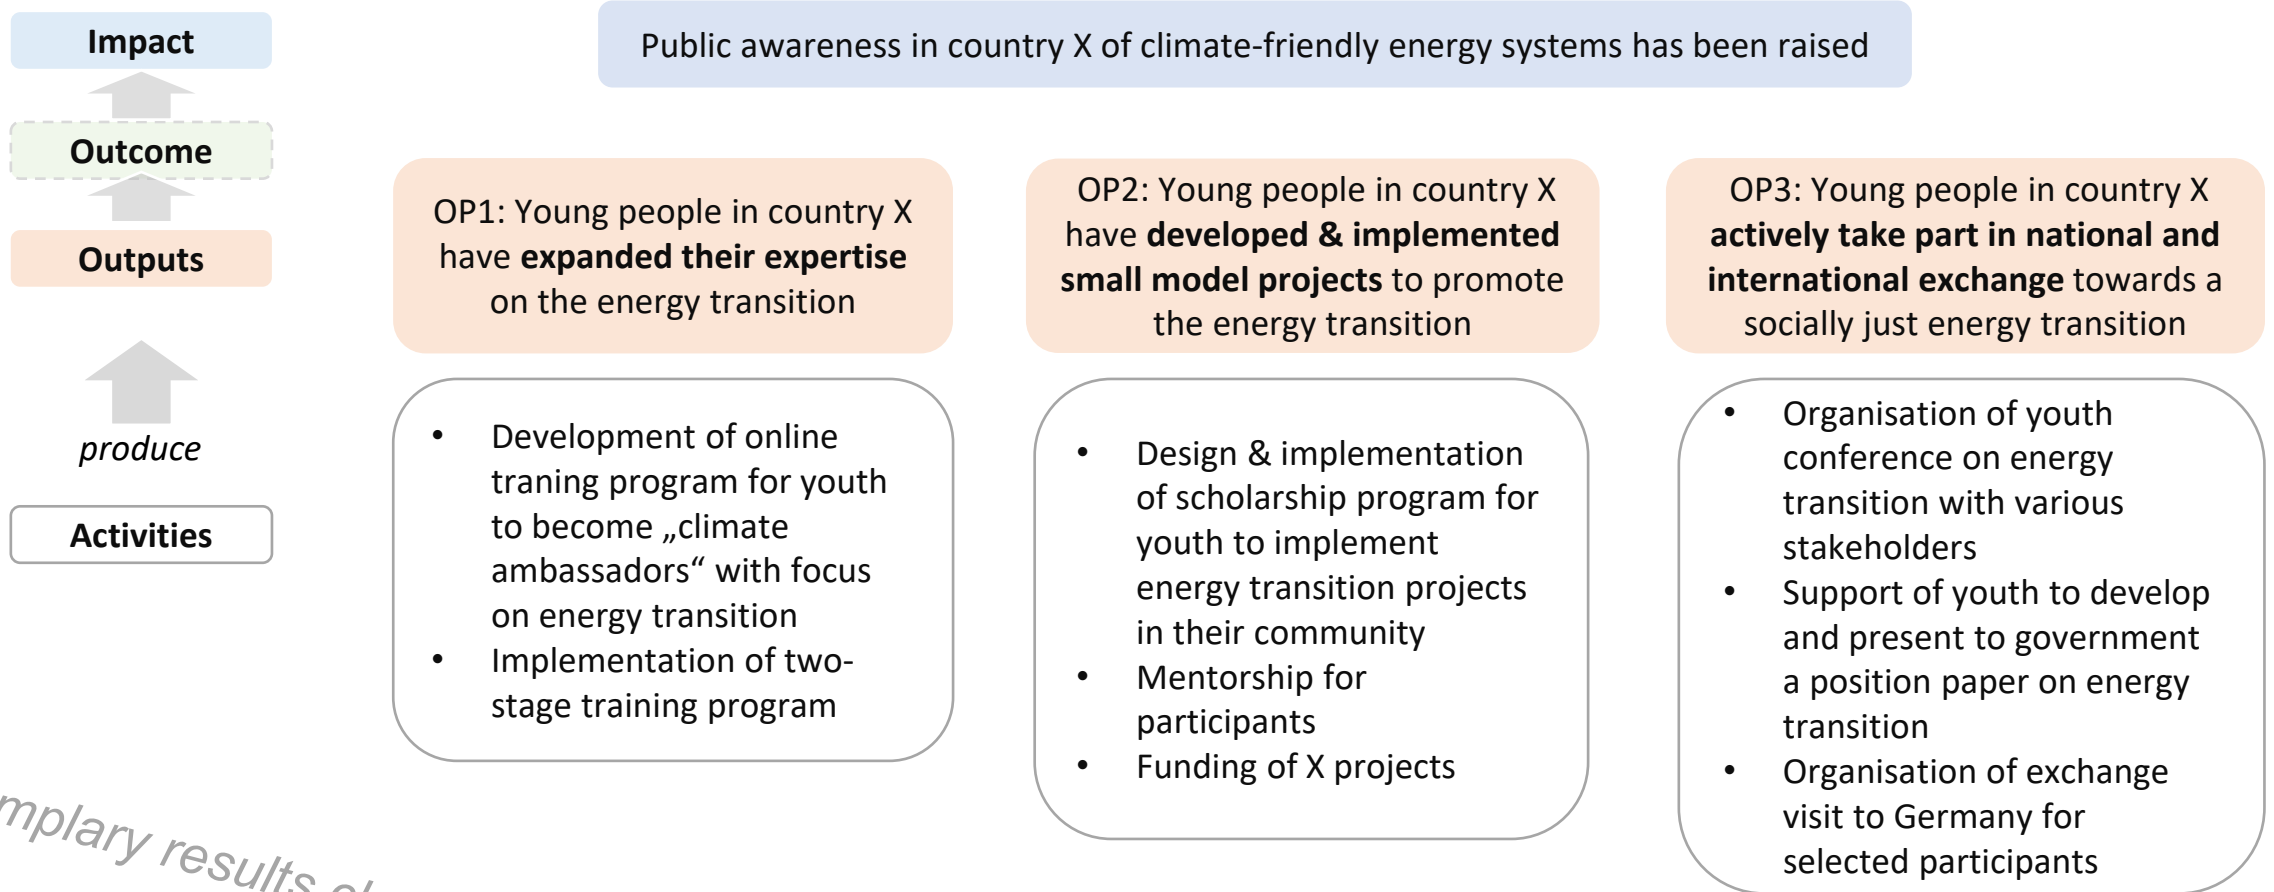 Impact
Outcome
Outputs
produce
Activities
Public awareness in country X of climate-friendly energy systems has been raised
OP1: Young people in country X
have expanded their expertise
on the energy transition
• Development of online
traning program for youth
to become „climate
ambassadors“ with focus
on energy transition
• Implementation of two-
stage training program
OP2: Young people in country X
have developed & implemented
small model projects to promote
the energy transition
• Design & implementation
of scholarship program for
youth to implement
energy transition projects
in their community
• Mentorship for
participants
• Funding of X projects
OP3: Young people in country X
actively take part in national and
international exchange towards a
socially just energy transition
• Organisation of youth
conference on energy
transition with various
stakeholders
• Support of youth to develop
and present to government
a position paper on energy
transition
• Organisation of exchange
visit to Germany for
selected participants
results